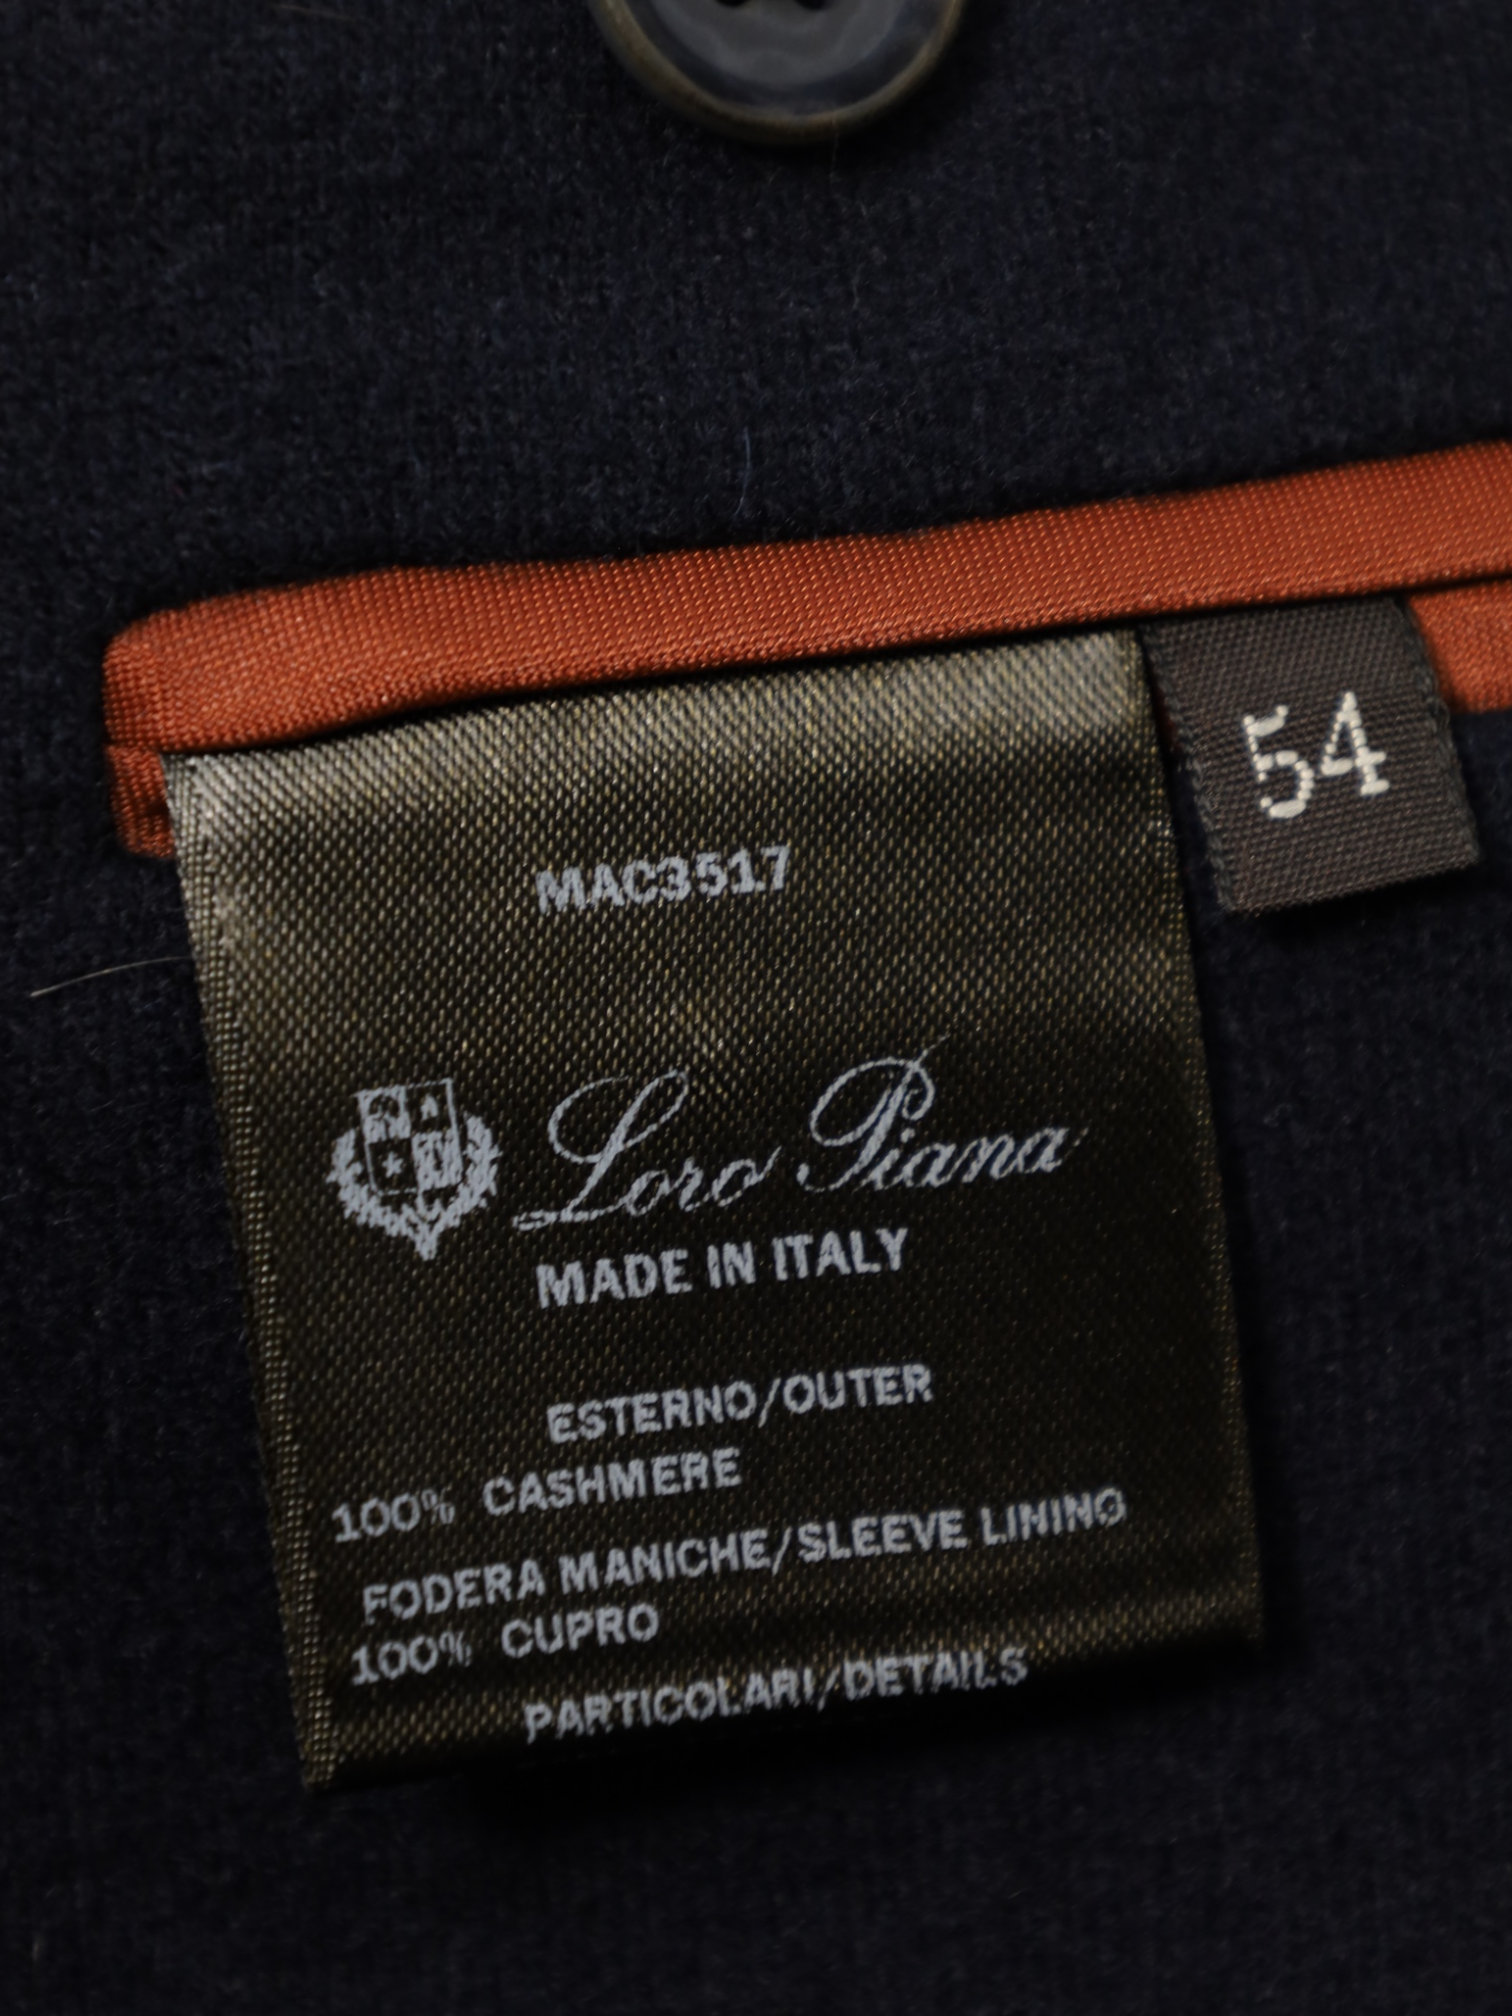 54
MAC3517
Loro Piana
MADE IN ITALY
ESTERNO/OUTER
100% CASHMERE
FODERA MANICHE/SLEEVE LINING
100% CUPRO
PARTICOLARI/DETAILS